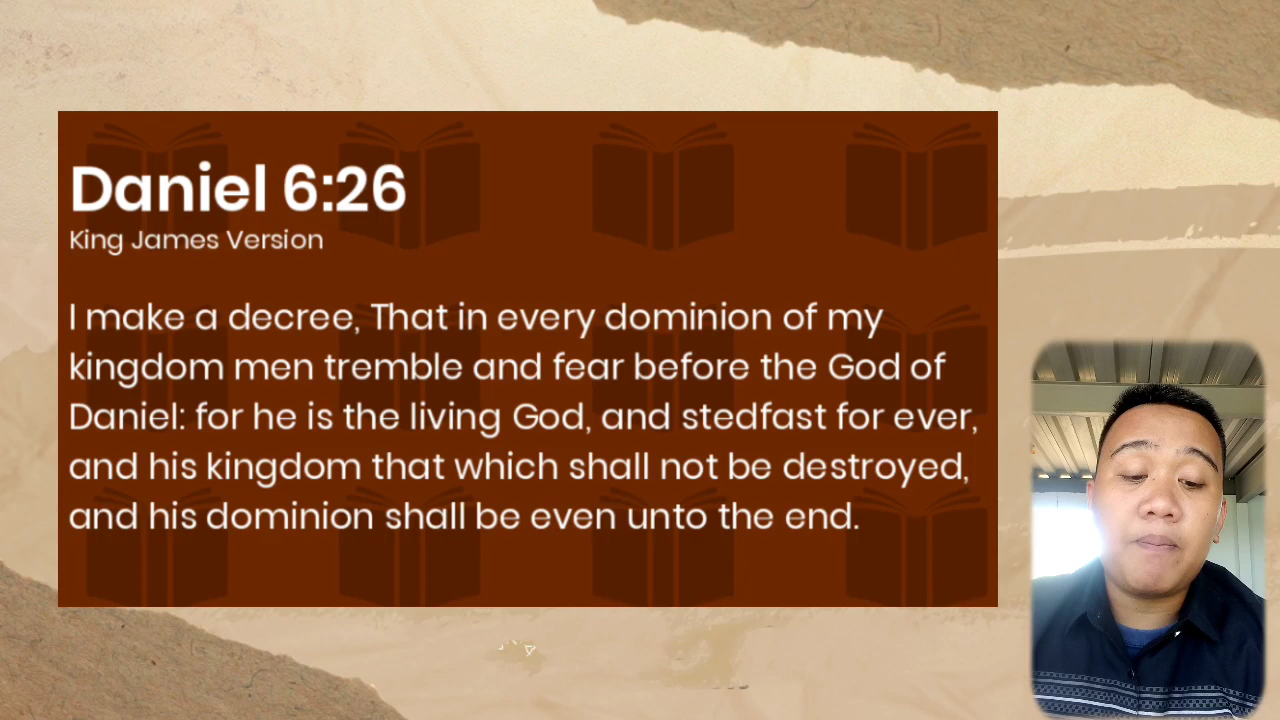 Daniel 6:26
King James Version
I make a decree, That in every dominion of my
kingdom men tremble and fear before the God of
Daniel: for he is the living God, and stedfast for ever,
and his kingdom that which shall not be destroyed,
and his dominion shall be even unto the end.